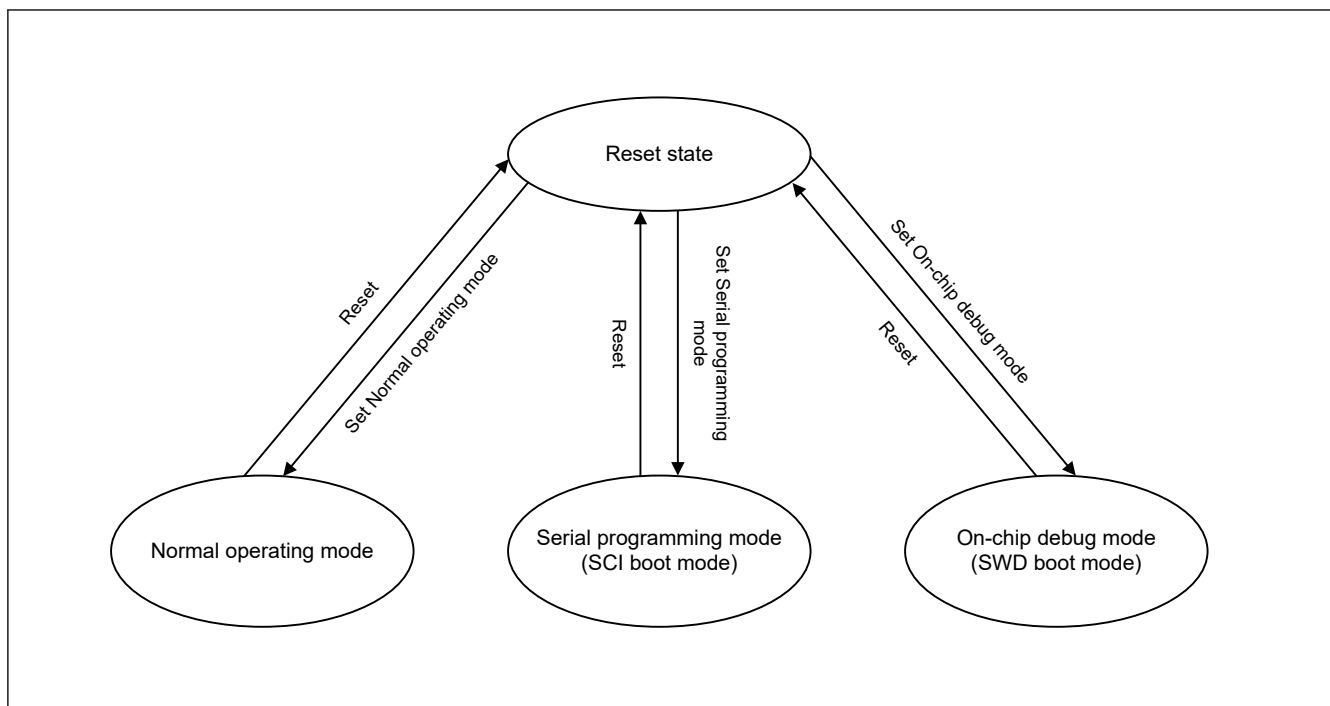 Reset state
Reset
Set Normal operating mode
Reset
Set Serial programming
mode
Set On-chip debug mode
Reset
Normal operating mode
Serial programming mode
(SCI boot mode)
On-chip debug mode
(SWD boot mode)